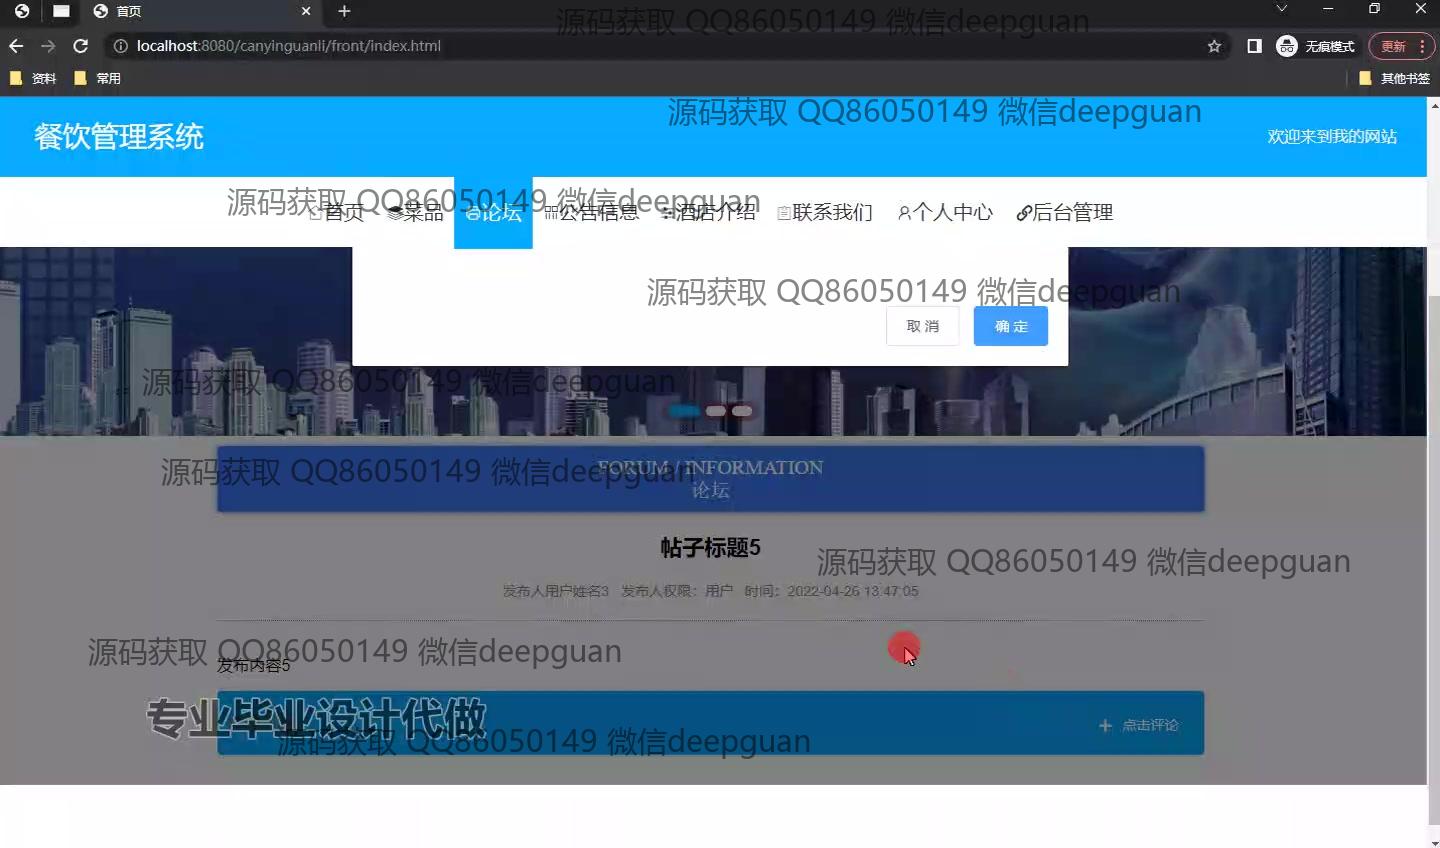 首页
源码获取 QQ86050149 微信deepguan
localhost:8080/canyinguanli/front/index.html
无痕模式
更新
资料
常用
其他书签
源码获取 QQ86050149 微信deepguan
餐饮管理系统
欢迎来到我的网站
源码获取 QQ86050149 微信deepguan
首页 菜品 论坛 公告信息 酒店介绍 联系我们 个人中心 后台管理
源码获取 QQ86050149 微信deepguan
取消
确定
源码获取 QQ86050149 微信deepguan
源码获取 QQ86050149 微信deepguan
FORUM / INFORMATION
论坛
帖子标题5
源码获取 QQ86050149 微信deepguan
发布人用户姓名3 发布人权限：用户 时间：2022-04-26 13:47:05
源码获取 QQ86050149 微信deepguan
发布内容5
专业毕业设计代做
点击评论
源码获取 QQ86050149 微信deepguan